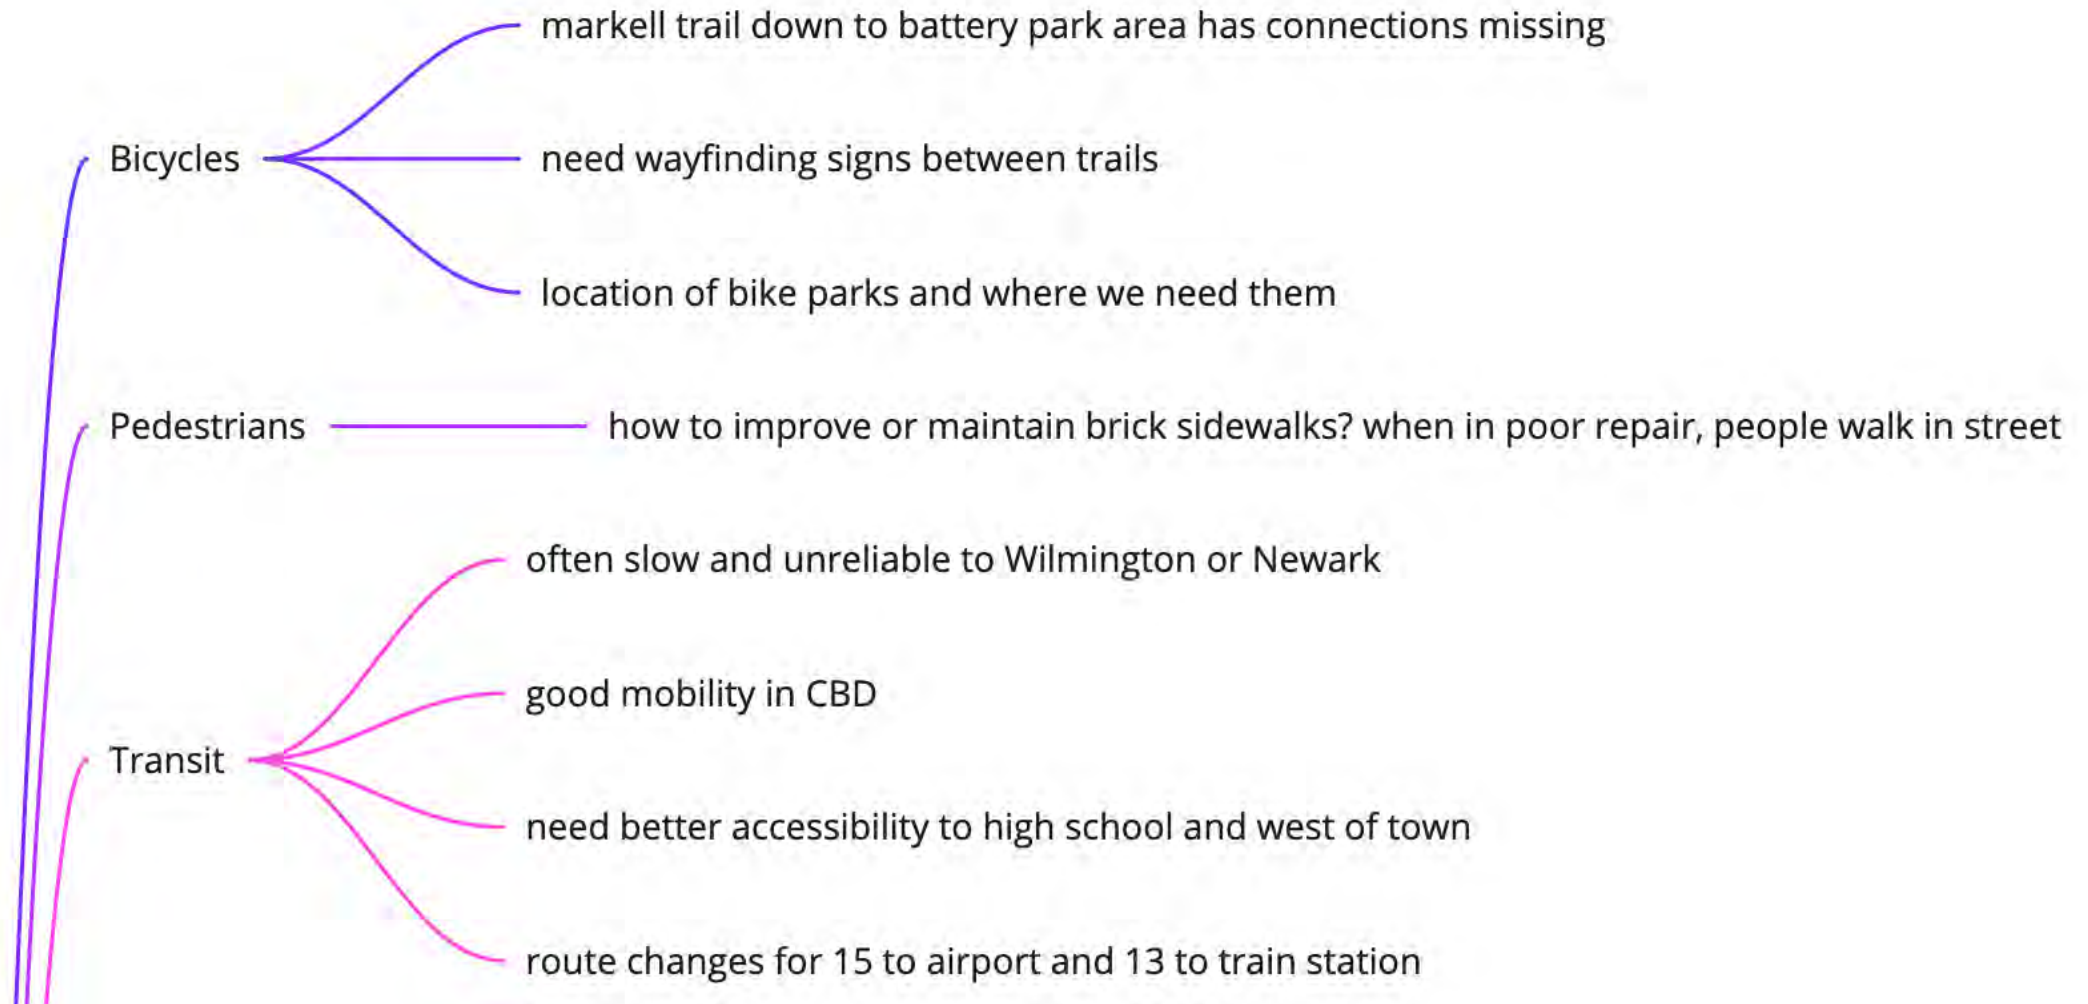 markell trail down to battery park area has connections missing
Bicycles
need wayfinding signs between trails
location of bike parks and where we need them
Pedestrians
how to improve or maintain brick sidewalks? when in poor repair, people walk in street
often slow and unreliable to Wilmington or Newark
good mobility in CBD
Transit
need better accessibility to high school and west of town
route changes for 15 to airport and 13 to train station